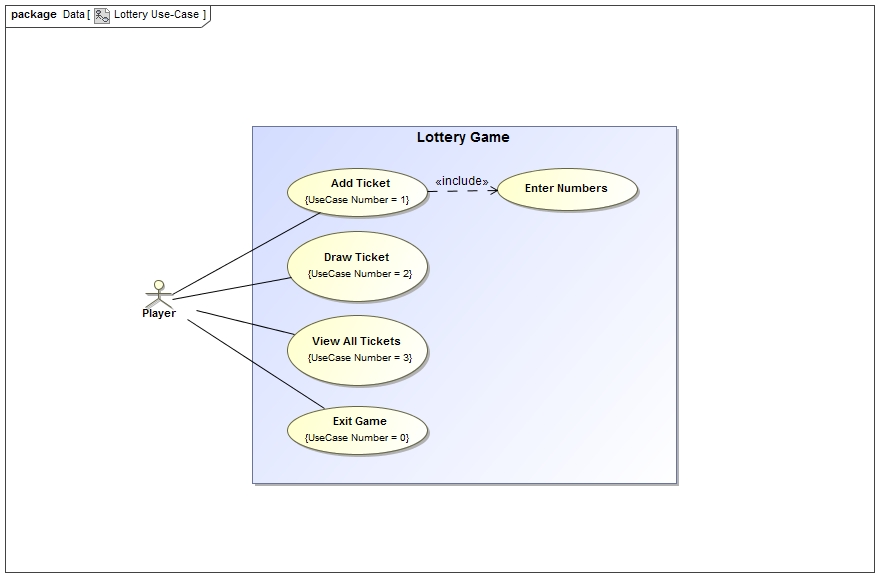 package Data [ Lottery Use-Case ]
Lottery Game
Add Ticket
{UseCase Number = 1}
«include»
Enter Numbers
Draw Ticket
{UseCase Number = 2}
Player
View All Tickets
{UseCase Number = 3}
Exit Game
{UseCase Number = 0}